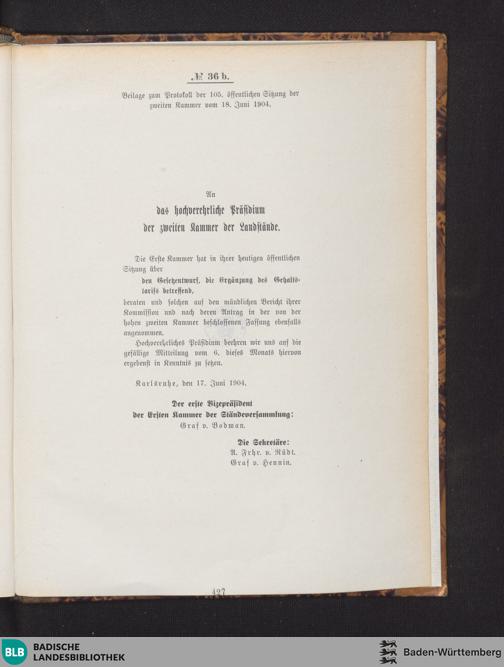 № 36 b.
Beilage zum Protokoll der 105. öffentlichen Sitzung der
zweiten Kammer vom 18. Juni 1904.
An
das hochverehrliche Präsidium
der zweiten Kammer der Landstände.
Die Erste Kammer hat in ihrer heutigen öffentlichen
Sitzung über
den Gesetzentwurf, die Ergänzung des Gehalts-
tarifs betreffend,
beraten und solchen auf den mündlichen Bericht ihrer
Kommission und nach deren Antrag in der von der
hohen zweiten Kammer beschlossenen Fassung ebenfalls
angenommen.
Hochverehrliches Präsidium beehren wir uns auf die
gefällige Mitteilung vom 6. dieses Monats hiervon
ergebenst in Kenntnis zu setzen.
Karlsruhe, den 17. Juni 1904.
Der erste Vizepräsident
der Ersten Kammer der Ständeversammlung:
Graf v. Bodman.
Die Sekretäre:
A. Frhr. v. Rüdt.
Graf v. Hennin.
427
BLB BADISCHE
LANDESBIBLIOTHEK
Baden-Württemberg